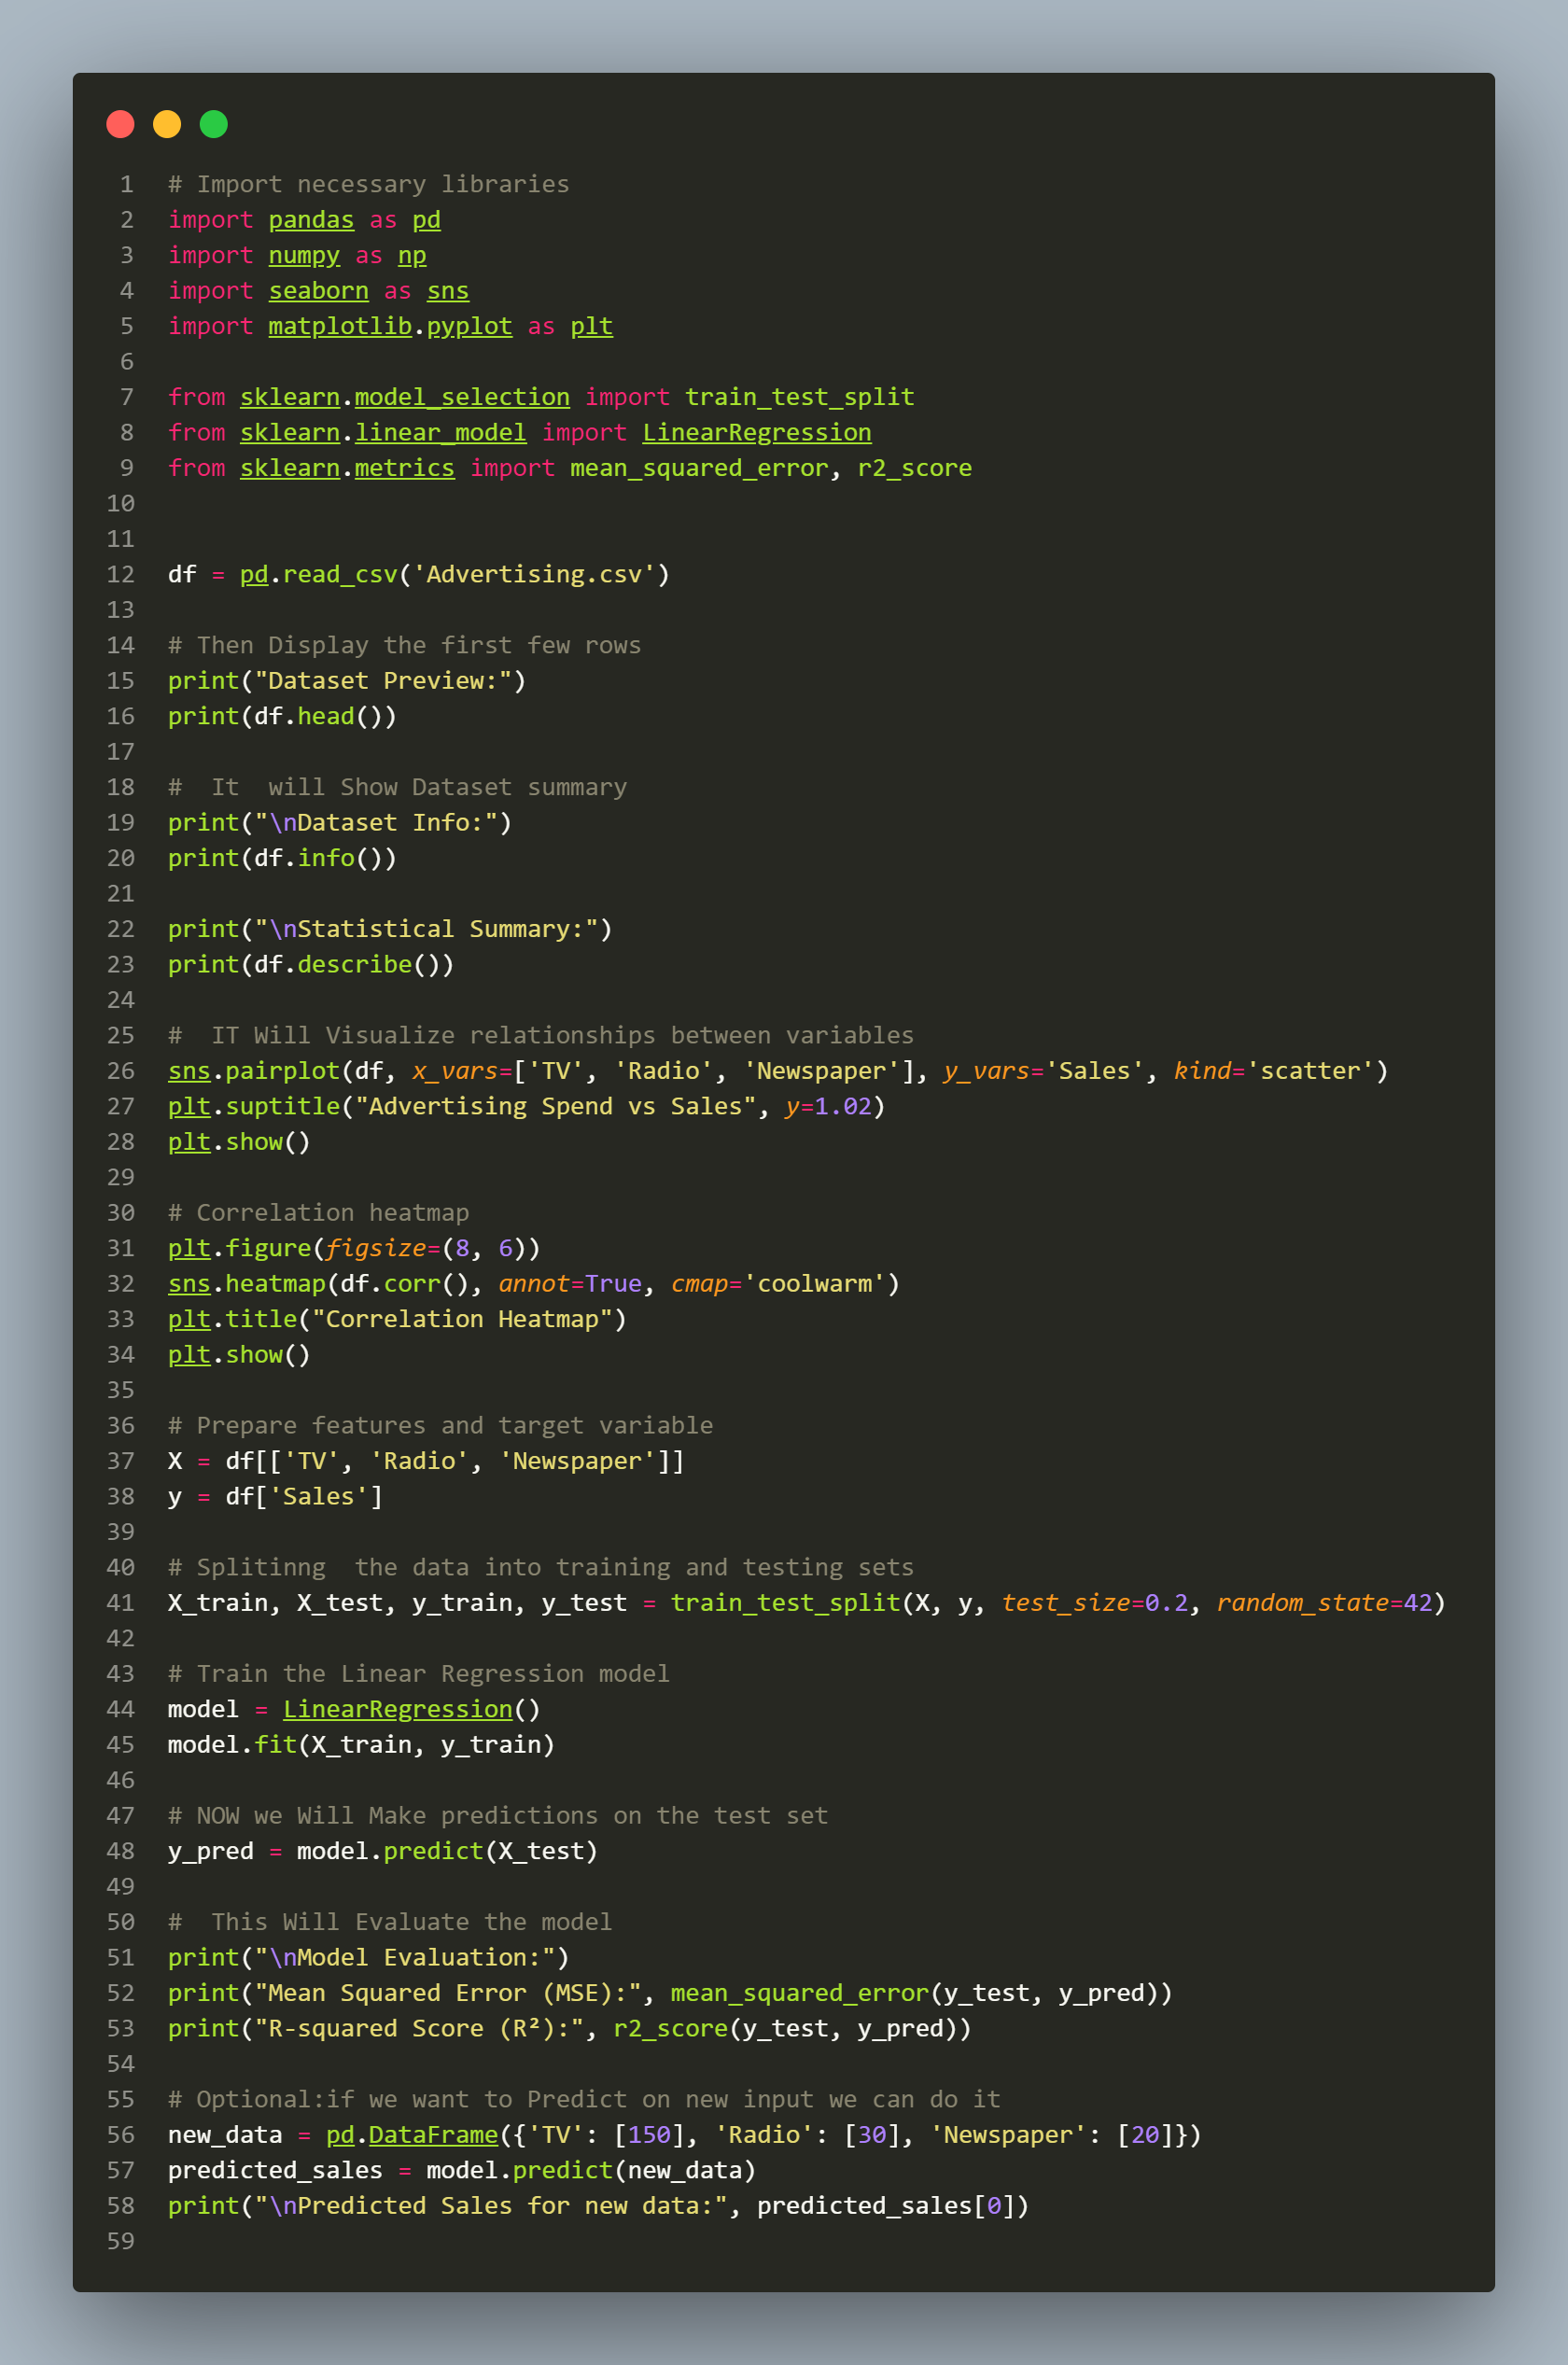 1 # Import necessary libraries
2 import pandas as pd
3 import numpy as np
4 import seaborn as sns
5 import matplotlib.pyplot as plt
6
7 from sklearn.model_selection import train_test_split
8 from sklearn.linear_model import LinearRegression
9 from sklearn.metrics import mean_squared_error, r2_score
10
11
12 df = pd.read_csv('Advertising.csv')
13
14 # Then Display the first few rows
15 print("Dataset Preview:")
16 print(df.head())
17
18 #  It  will Show Dataset summary
19 print("\nDataset Info:")
20 print(df.info())
21
22 print("\nStatistical Summary:")
23 print(df.describe())
24
25 #  IT Will Visualize relationships between variables
26 sns.pairplot(df, x_vars=['TV', 'Radio', 'Newspaper'], y_vars='Sales', kind='scatter')
27 plt.suptitle("Advertising Spend vs Sales", y=1.02)
28 plt.show()
29
30 # Correlation heatmap
31 plt.figure(figsize=(8, 6))
32 sns.heatmap(df.corr(), annot=True, cmap='coolwarm')
33 plt.title("Correlation Heatmap")
34 plt.show()
35
36 # Prepare features and target variable
37 X = df[['TV', 'Radio', 'Newspaper']]
38 y = df['Sales']
39
40 # Splitinng  the data into training and testing sets
41 X_train, X_test, y_train, y_test = train_test_split(X, y, test_size=0.2, random_state=42)
42
43 # Train the Linear Regression model
44 model = LinearRegression()
45 model.fit(X_train, y_train)
46
47 # NOW we Will Make predictions on the test set
48 y_pred = model.predict(X_test)
49
50 #  This Will Evaluate the model
51 print("\nModel Evaluation:")
52 print("Mean Squared Error (MSE):", mean_squared_error(y_test, y_pred))
53 print("R-squared Score (R²):", r2_score(y_test, y_pred))
54
55 # Optional:if we want to Predict on new input we can do it
56 new_data = pd.DataFrame({'TV': [150], 'Radio': [30], 'Newspaper': [20]})
57 predicted_sales = model.predict(new_data)
58 print("\nPredicted Sales for new data:", predicted_sales[0])
59